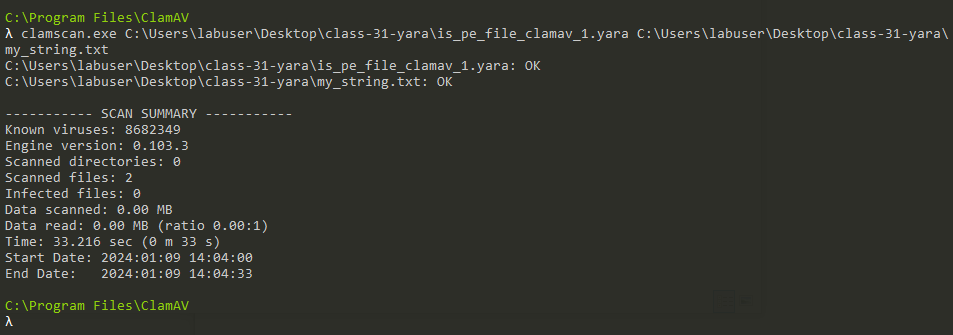 C:\Program Files\ClamAV
λ clamscan.exe C:\Users\labuser\Desktop\class-31-yara\is_pe_file_clamav_1.yara C:\Users\labuser\Desktop\class-31-yara\
my_string.txt
C:\Users\labuser\Desktop\class-31-yara\is_pe_file_clamav_1.yara: OK
C:\Users\labuser\Desktop\class-31-yara\my_string.txt: OK
----------- SCAN SUMMARY -----------
Known viruses: 8682349
Engine version: 0.103.3
Scanned directories: 0
Scanned files: 2
Infected files: 0
Data scanned: 0.00 MB
Data read: 0.00 MB (ratio 0.00:1)
Time: 33.216 sec (0 m 33 s)
Start Date: 2024:01:09 14:04:00
End Date:   2024:01:09 14:04:33
C:\Program Files\ClamAV
λ